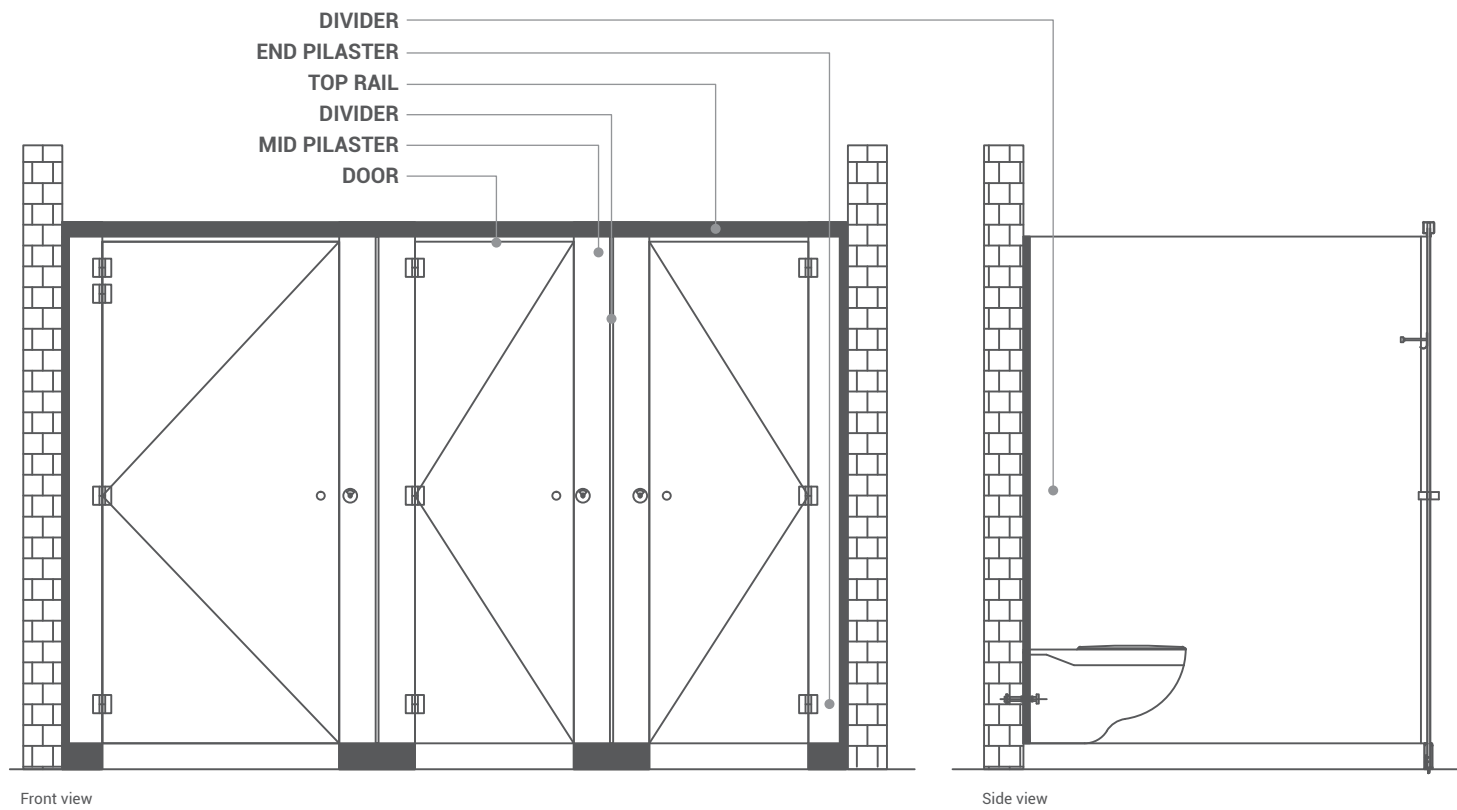 DIVIDER
END PILASTER
TOP RAIL
DIVIDER
MID PILASTER
DOOR
Front view
Side view